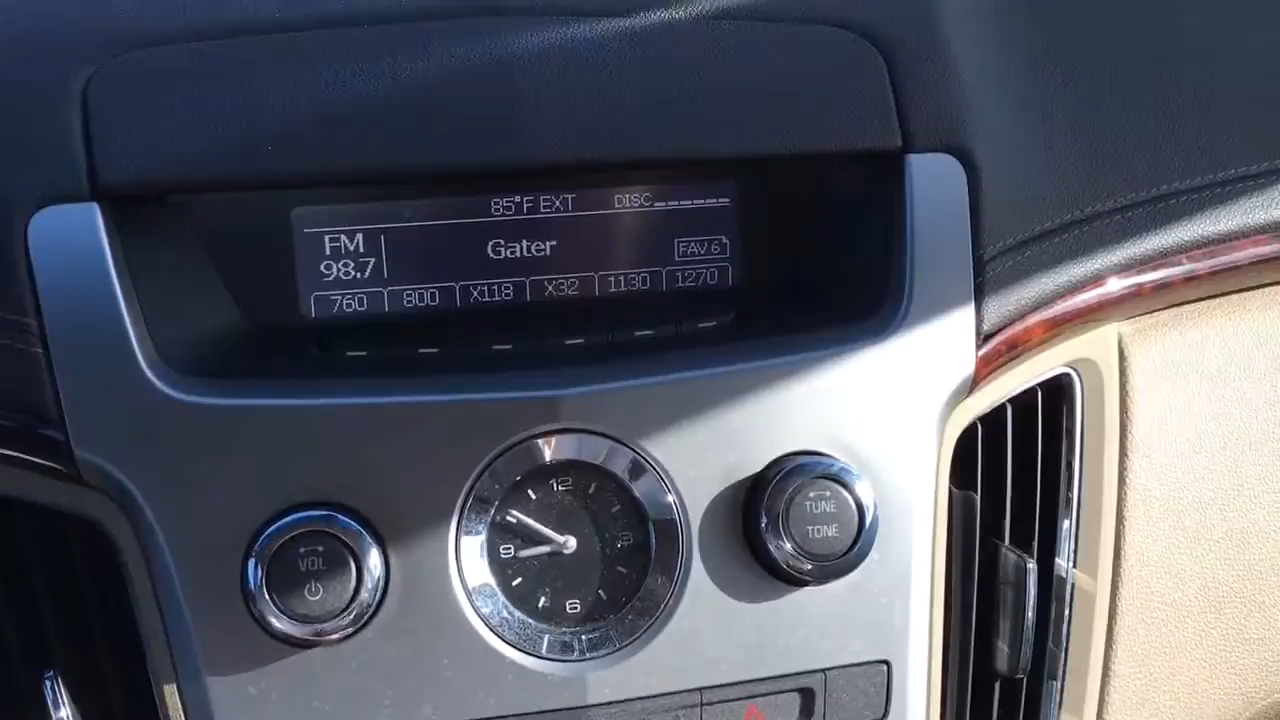 85°F EXT DISC
FM
98.7
Gater
FAV 6
760 800 X118 X32 1130 1270
12
9
6
VOL
TUNE
TONE